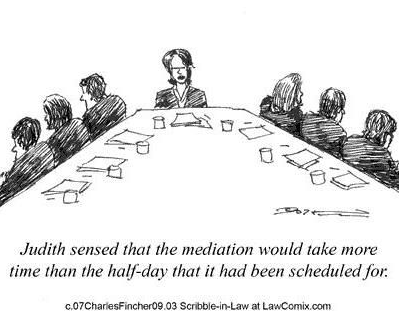 Judith sensed that the mediation would take more
time than the half-day that it had been scheduled for.
c.07CharlesFincher09.03 Scribble-in-Law at LawComix.com